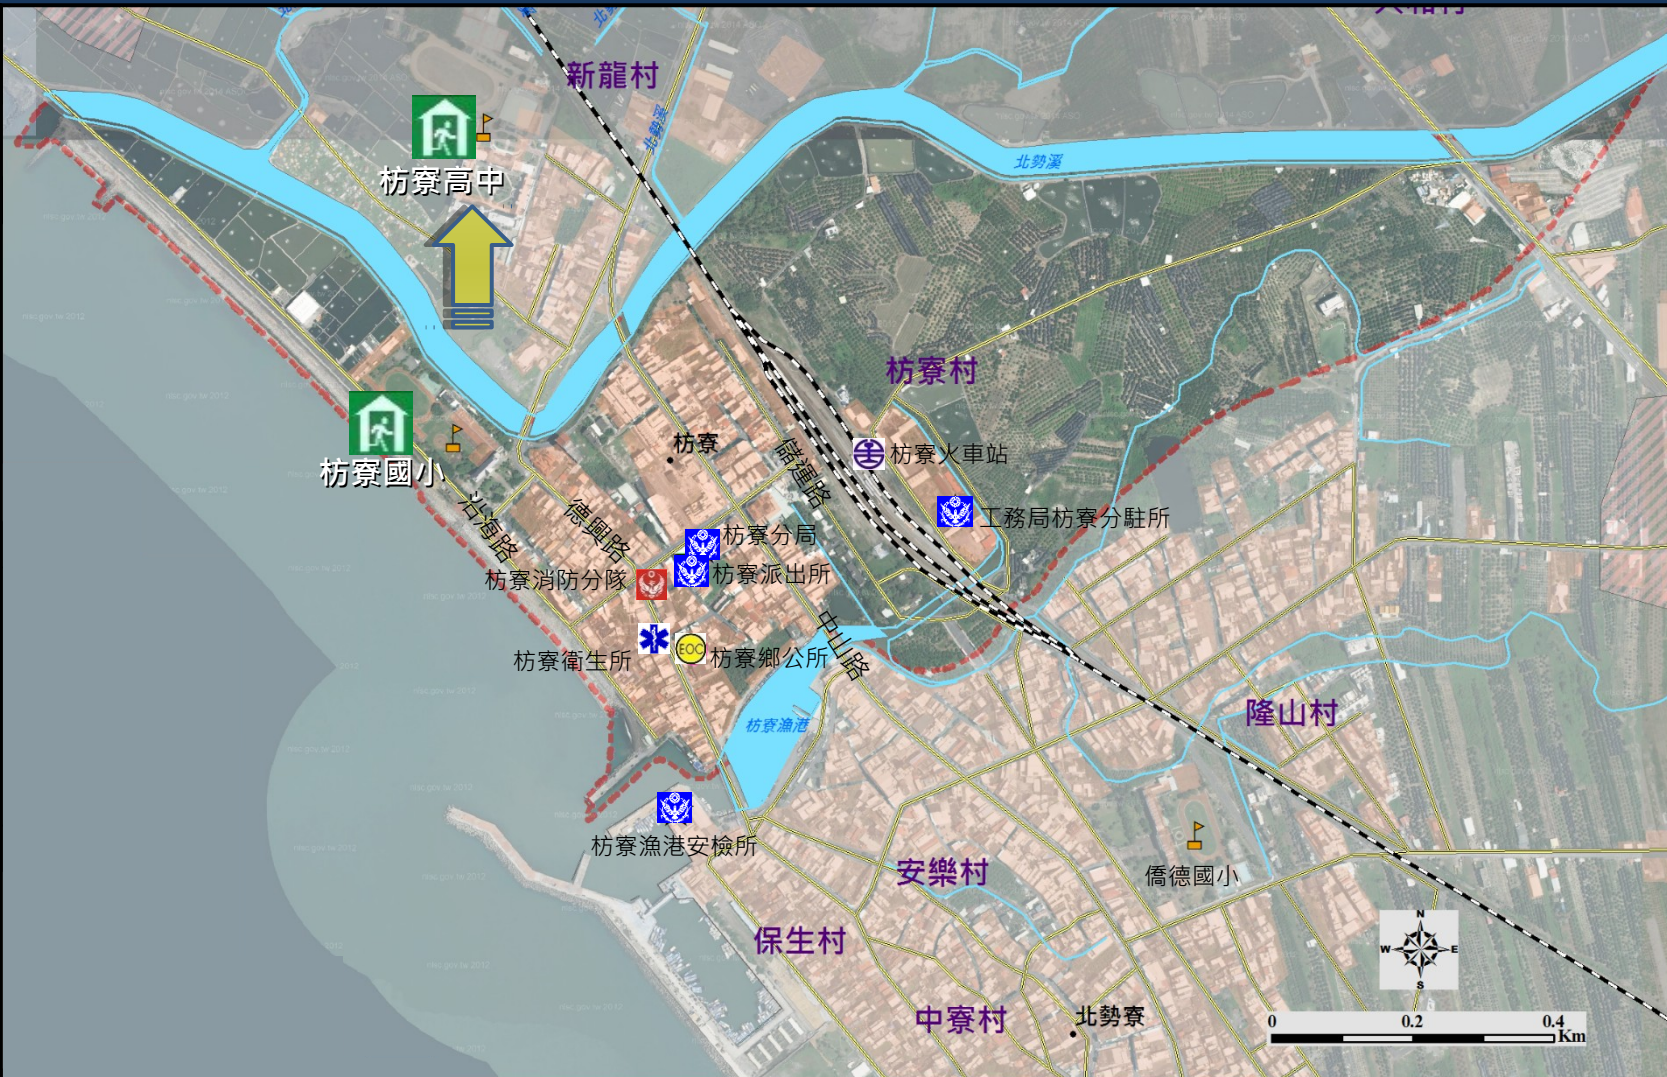 新龍村
北勢溪
北勢溪
枋寮高中
枋寮村
枋寮
儲運路
枋寮火車站
枋寮國小
沿海路
德興路
工務局枋寮分駐所
枋寮分局
枋寮派出所
枋寮消防分隊
中山路
枋寮衛生所
EOC
枋寮鄉公所
隆山村
枋寮漁港
枋寮漁港安檢所
安樂村
僑德國小
保生村
中寮村
北勢寮
N
W
E
S
0
0.2
0.4
Km